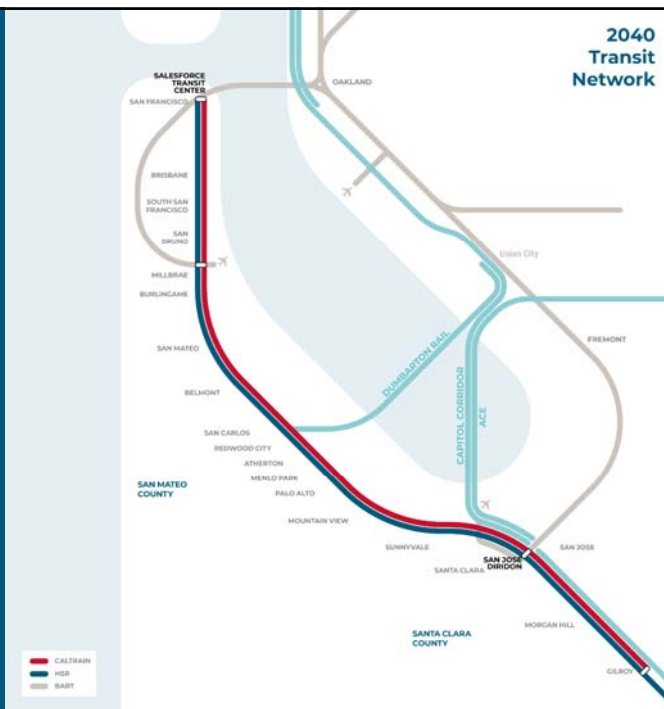 2040
Transit
Network
SALESFORCE
TRANSIT
CENTER
SAN FRANCISCO
OAKLAND
BRISBANE
SOUTH SAN
FRANCISCO
SAN
BRUNO
Union City
MILLBRAE
BURLINGAME
FREMONT
SAN MATEO
DUMBARTON RAIL
CAPITOL CORRIDOR
ACE
BELMONT
SAN CARLOS
REDWOOD CITY
ATHERTON
MENLO PARK
PALO ALTO
SAN MATEO
COUNTY
MOUNTAIN VIEW
SUNNYVALE
SAN JOSE
SAN JOSE
DIRIDON
SANTA CLARA
MORGAN HILL
SANTA CLARA
COUNTY
GILROY
CALTRAIN
HSR
BART